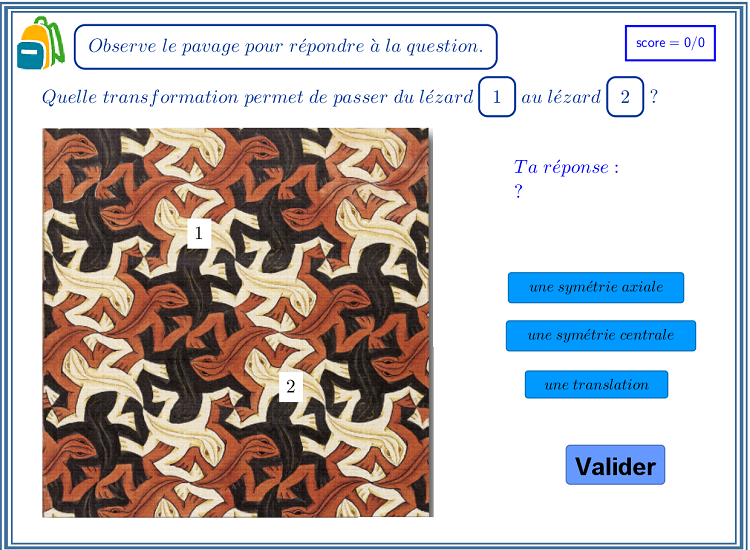 Observe le pavage pour répondre à la question.
score = 0/0
Quelle transformation permet de passer du lézard 1 au lézard 2 ?
Ta réponse :
?
1
2
une symétrie axiale
une symétrie centrale
une translation
Valider